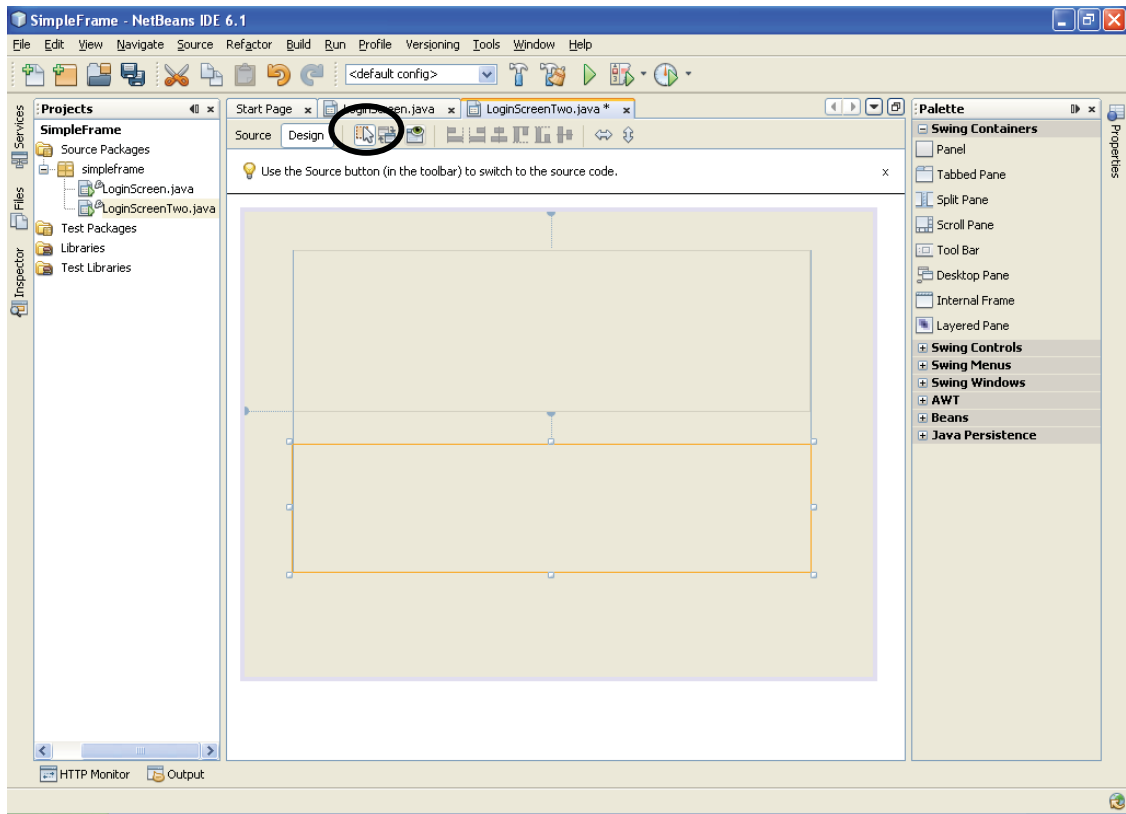 SimpleFrame - NetBeans IDE 6.1
File Edit View Navigate Source Refactor Build Run Profile Versioning Tools Window Help
<default config>
Services
Files
Inspector
Projects
SimpleFrame
Source Packages
simpleframe
LoginScreen.java
LoginScreenTwo.java
Test Packages
Libraries
Test Libraries
Start Page x LoginScreen.java x LoginScreenTwo.java * x
Source Design
Use the Source button (in the toolbar) to switch to the source code. x
Palette
Swing Containers
Panel
Tabbed Pane
Split Pane
Scroll Pane
Tool Bar
Desktop Pane
Internal Frame
Layered Pane
Swing Controls
Swing Menus
Swing Windows
AWT
Beans
Java Persistence
Properties
HTTP Monitor Output